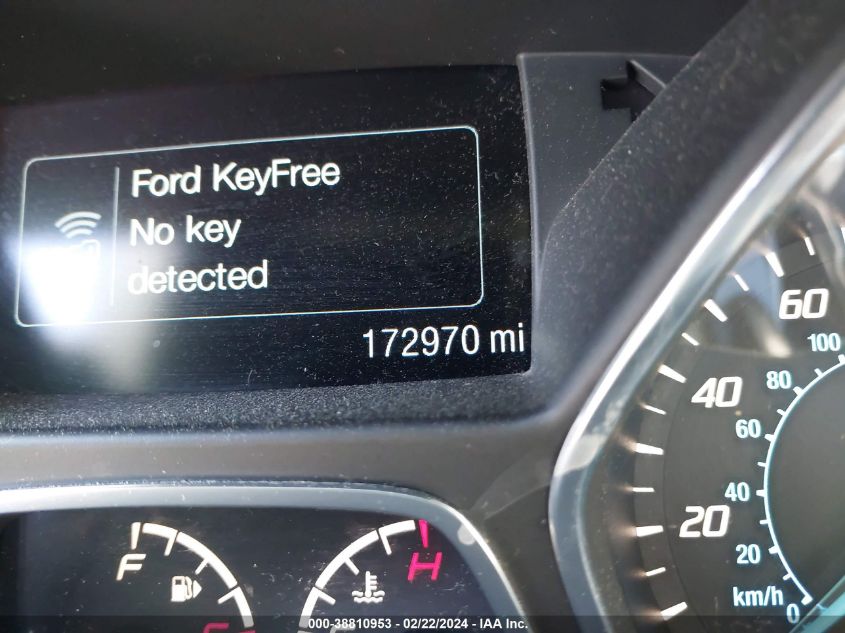 Ford KeyFree
No key
detected
172970 mi
60
100
40
80
60
40
20
20
km/h
0
F
H
000-38810953 - 02/22/2024 - IAA Inc.